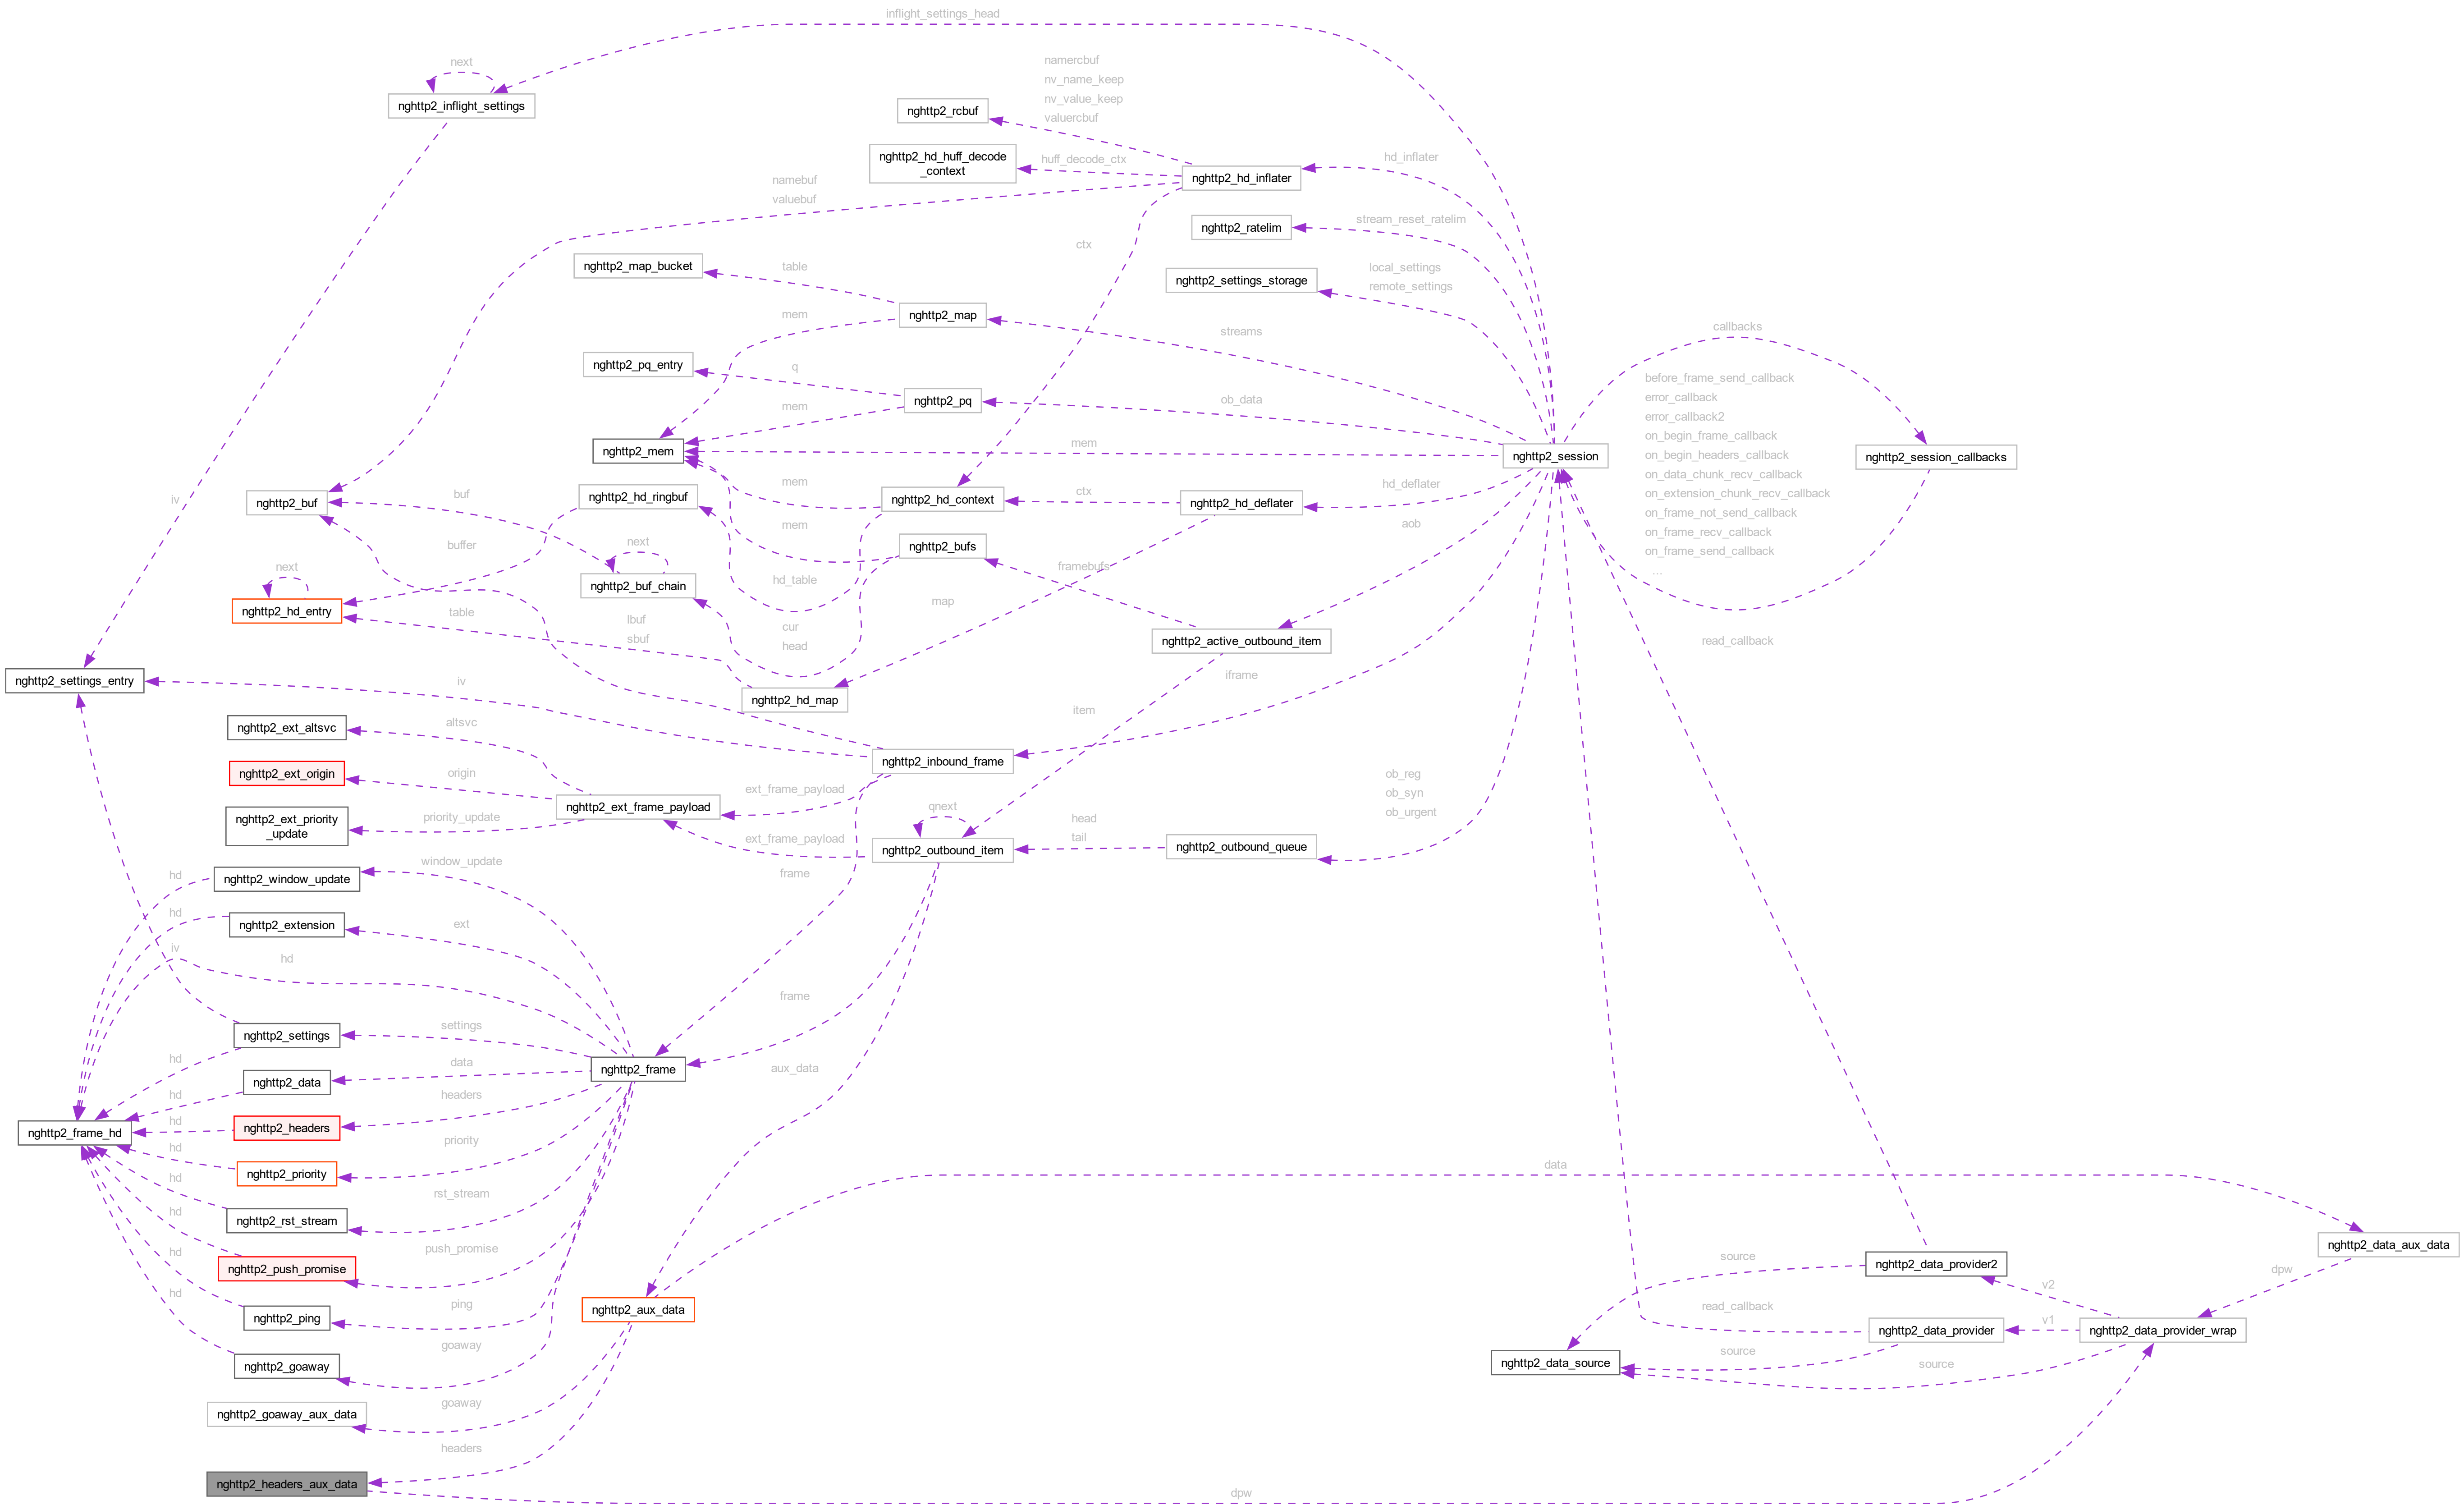 inflight_settings_head
next
nghttp2_inflight_settings
namercbuf
nv_name_keep
nv_value_keep
valuercbuf
nghttp2_rcbuf
nghttp2_hd_huff_decode
_context
huff_decode_ctx
hd_inflater
nghttp2_hd_inflater
namebuf
valuebuf
nghttp2_ratelim
stream_reset_ratelim
ctx
nghttp2_map_bucket
table
nghttp2_settings_storage
local_settings
remote_settings
nghttp2_map
mem
streams
callbacks
nghttp2_pq_entry
q
nghttp2_pq
mem
ob_data
before_frame_send_callback
error_callback
error_callback2
on_begin_frame_callback
on_begin_headers_callback
on_data_chunk_recv_callback
on_extension_chunk_recv_callback
on_frame_not_send_callback
on_frame_recv_callback
on_frame_send_callback
...
nghttp2_mem
mem
nghttp2_session
nghttp2_session_callbacks
iv
nghttp2_buf
buf
nghttp2_hd_ringbuf
mem
nghttp2_hd_context
ctx
nghttp2_hd_deflater
hd_deflater
mem
aob
buffer
next
nghttp2_bufs
framebufs
next
nghttp2_buf_chain
hd_table
map
nghttp2_hd_entry
table
lbuf
sbuf
cur
head
nghttp2_active_outbound_item
read_callback
nghttp2_settings_entry
iv
nghttp2_hd_map
iframe
item
nghttp2_ext_altsvc
altsvc
nghttp2_inbound_frame
nghttp2_ext_origin
origin
nghttp2_ext_frame_payload
ext_frame_payload
ob_reg
ob_syn
ob_urgent
nghttp2_ext_priority
_update
priority_update
ext_frame_payload
qnext
nghttp2_outbound_item
head
tail
nghttp2_outbound_queue
window_update
hd
nghttp2_window_update
frame
hd
nghttp2_extension
ext
iv
hd
frame
nghttp2_settings
settings
hd
nghttp2_frame
aux_data
data
nghttp2_data
hd
headers
nghttp2_frame_hd
hd
nghttp2_headers
hd
priority
nghttp2_priority
data
hd
rst_stream
nghttp2_rst_stream
hd
push_promise
nghttp2_push_promise
nghttp2_data_aux_data
hd
source
nghttp2_data_provider2
dpw
v2
hd
ping
nghttp2_ping
nghttp2_aux_data
read_callback
v1
nghttp2_data_provider
nghttp2_data_provider_wrap
goaway
nghttp2_goaway
nghttp2_data_source
source
source
goaway
nghttp2_goaway_aux_data
headers
nghttp2_headers_aux_data
dpw